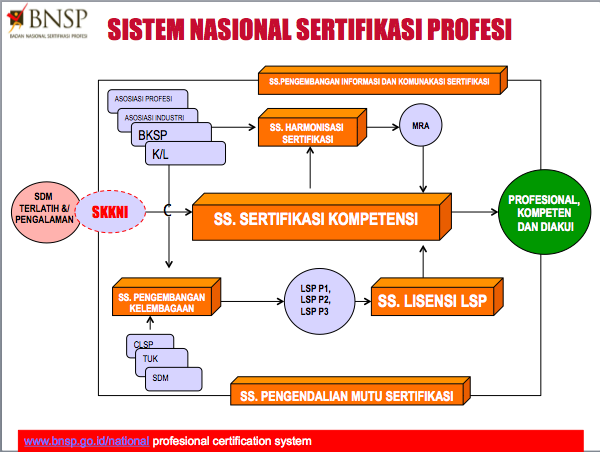 BNSP
BADAN NASIONAL SERTIFIKASI PROFESI
SISTEM NASIONAL SERTIFIKASI PROFESI
SS.PENGEMBANGAN INFORMASI DAN KOMUNAKASI SERTIFIKASI
ASOSIASI PROFESI
ASOSIASI INDUSTRI
BKSP
K/L
SS. HARMONISASI
SERTIFIKASI
MRA
SDM
TERLATIH &/
PENGALAMAN
SKKNI
SS. SERTIFIKASI KOMPETENSI
PROFESIONAL,
KOMPETEN
DAN DIAKUI
SS. PENGEMBANGAN
KELEMBAGAAN
LSP P1,
LSP P2,
LSP P3
SS. LISENSI LSP
CLSP
TUK
SDM
SS. PENGENDALIAN MUTU SERTIFIKASI
www.bnsp.go.id/national profesional certification system